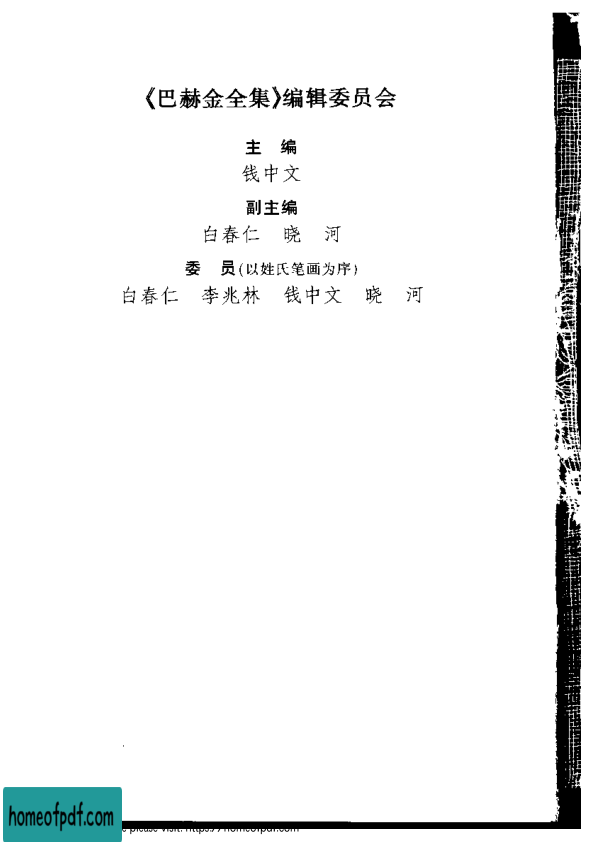 《巴赫金全集》编辑委员会
主　编
钱中文
副主编
白春仁　晓　河
委　员(以姓氏笔画为序)
白春仁　李兆林　钱中文　晓　河
homeofpdf.com
please visit: https://homeofpdf.com